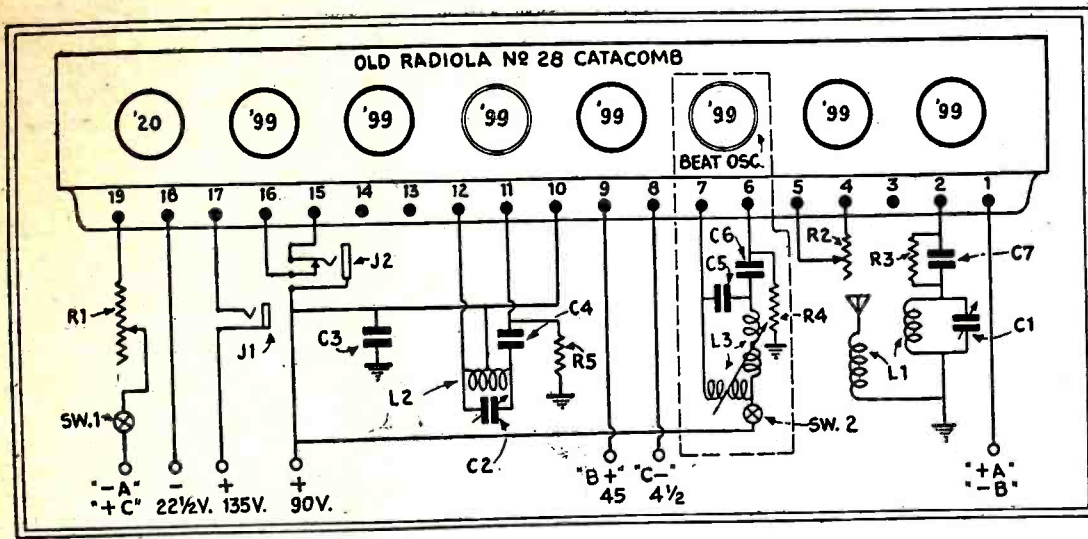 OLD RADIOLA Nº 28 CATACOMB
'20 '99 '99 '99 '99 '99 '99 '99
BEAT OSC.
19 18 17 16 15 14 13 12 11 10 9 8 7 6 5 4 3 2 1
R1
J1
J2
C3
L2
C2
C4
R5
C6
C5
L3
R4
R2
R3
C7
L1
C1
SW.1
SW. 2
"-A" - + + "B+" "C-" "+A"
"+C" 22½V. 135V. 90V. 45 4½ "-B"